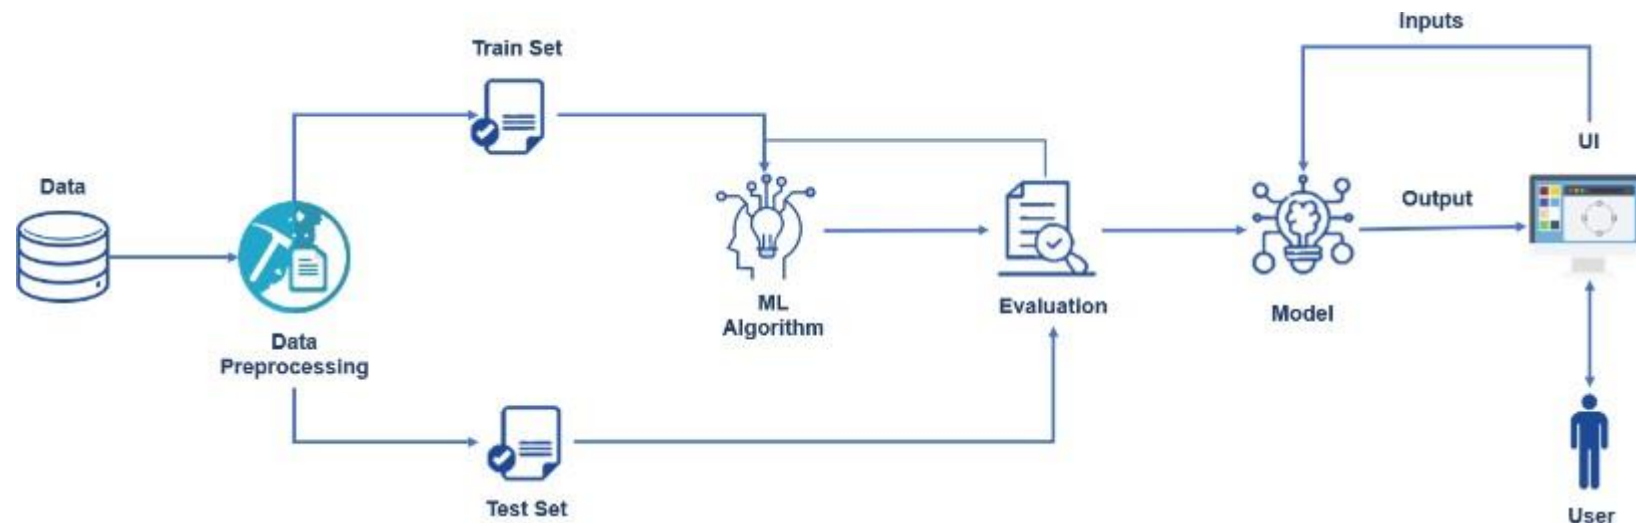 Inputs
Train Set
UI
Data
Output
ML
Algorithm
Evaluation
Model
Data
Preprocessing
Test Set
User